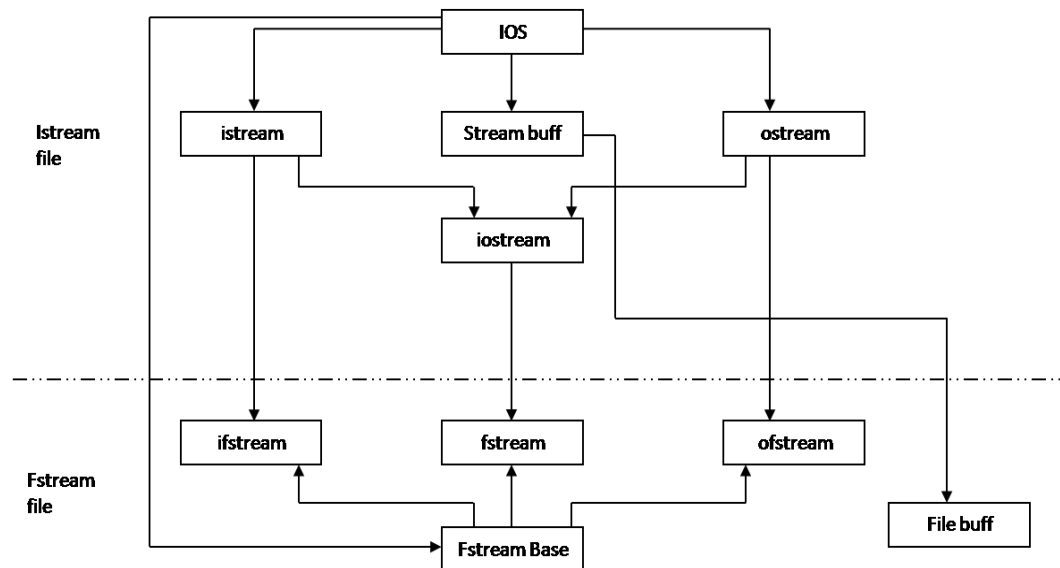 IOS
Istream
file
istream
Stream buff
ostream
iostream
Fstream
file
ifstream
fstream
ofstream
File buff
Fstream Base